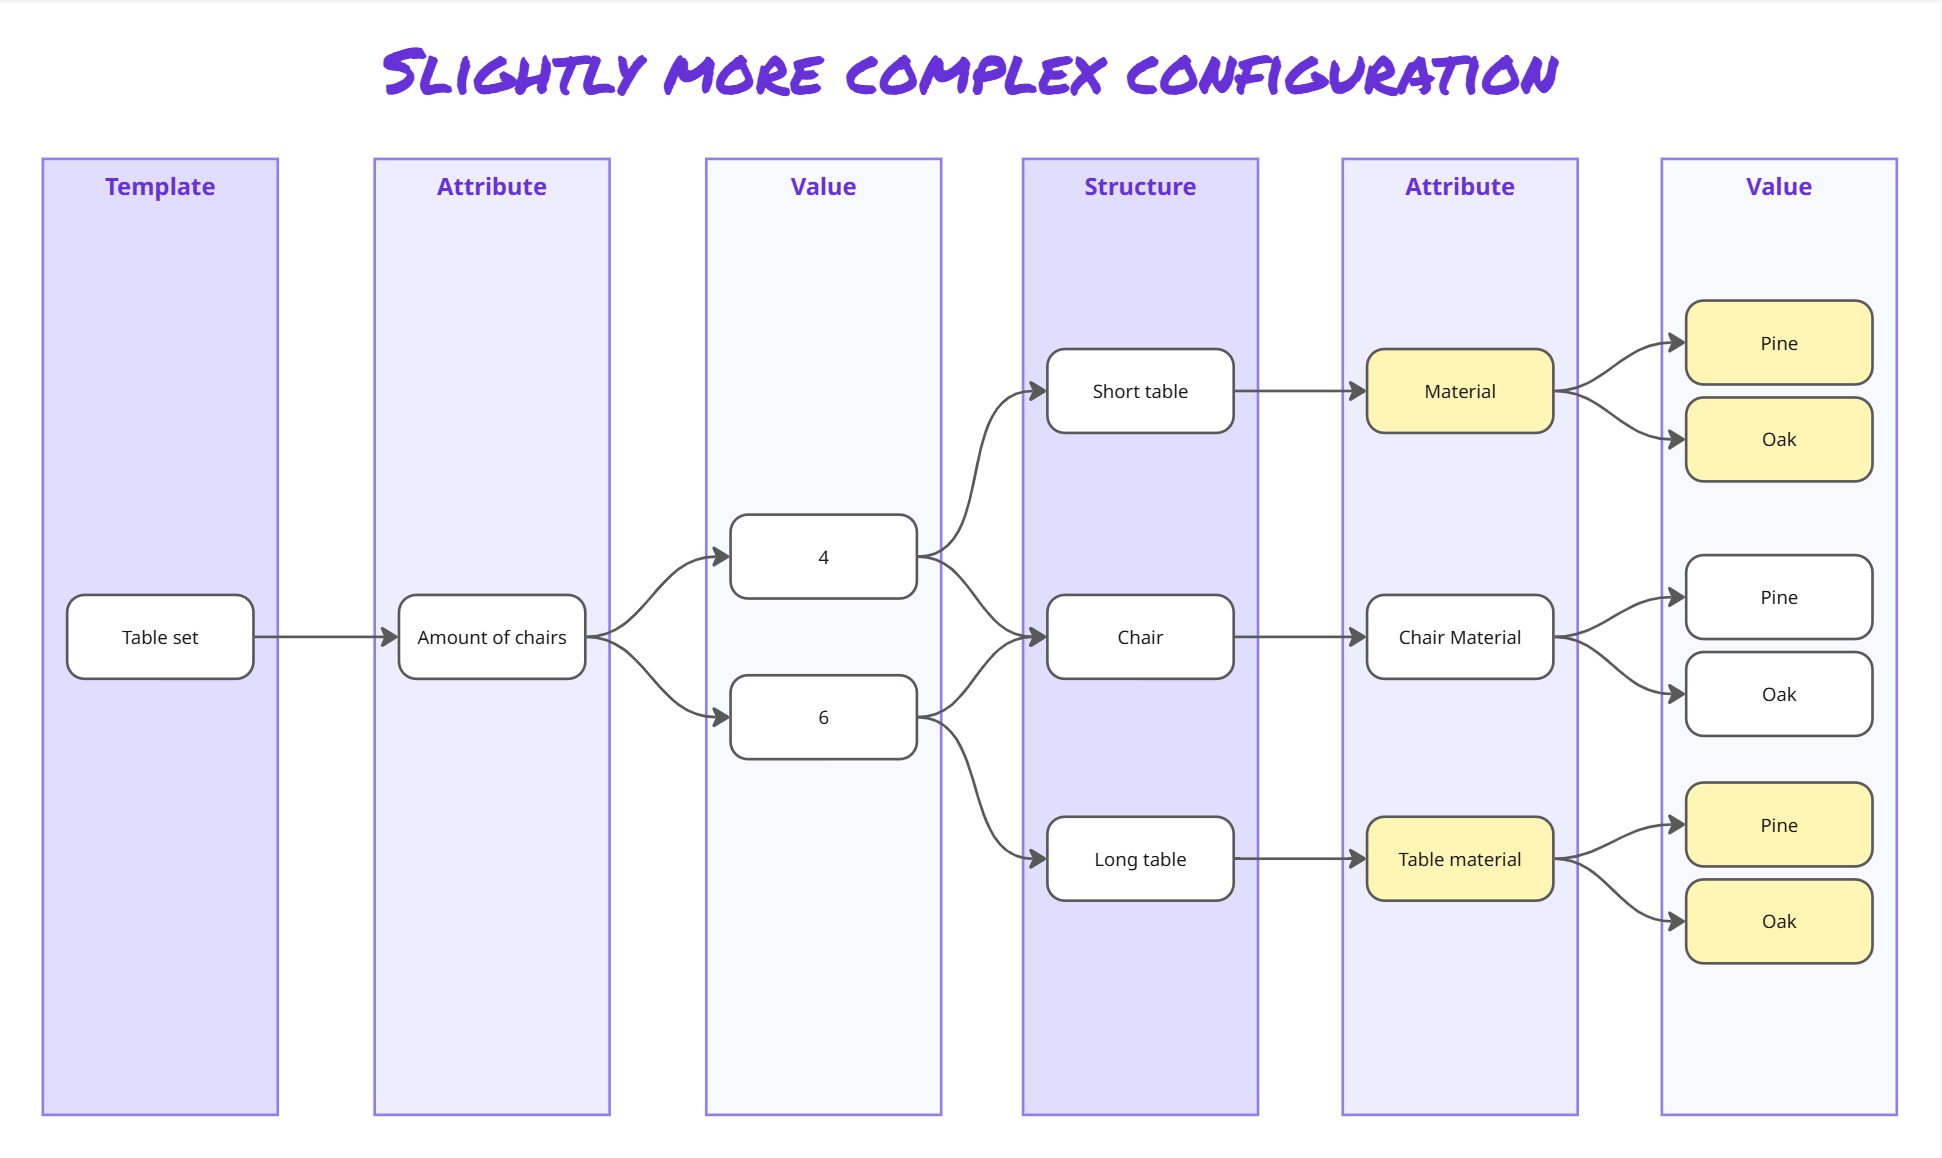 Slightly more complex configuration
Template
Attribute
Value
Structure
Attribute
Value
Table set
Amount of chairs
4
6
Short table
Chair
Long table
Material
Chair Material
Table material
Pine
Oak
Pine
Oak
Pine
Oak